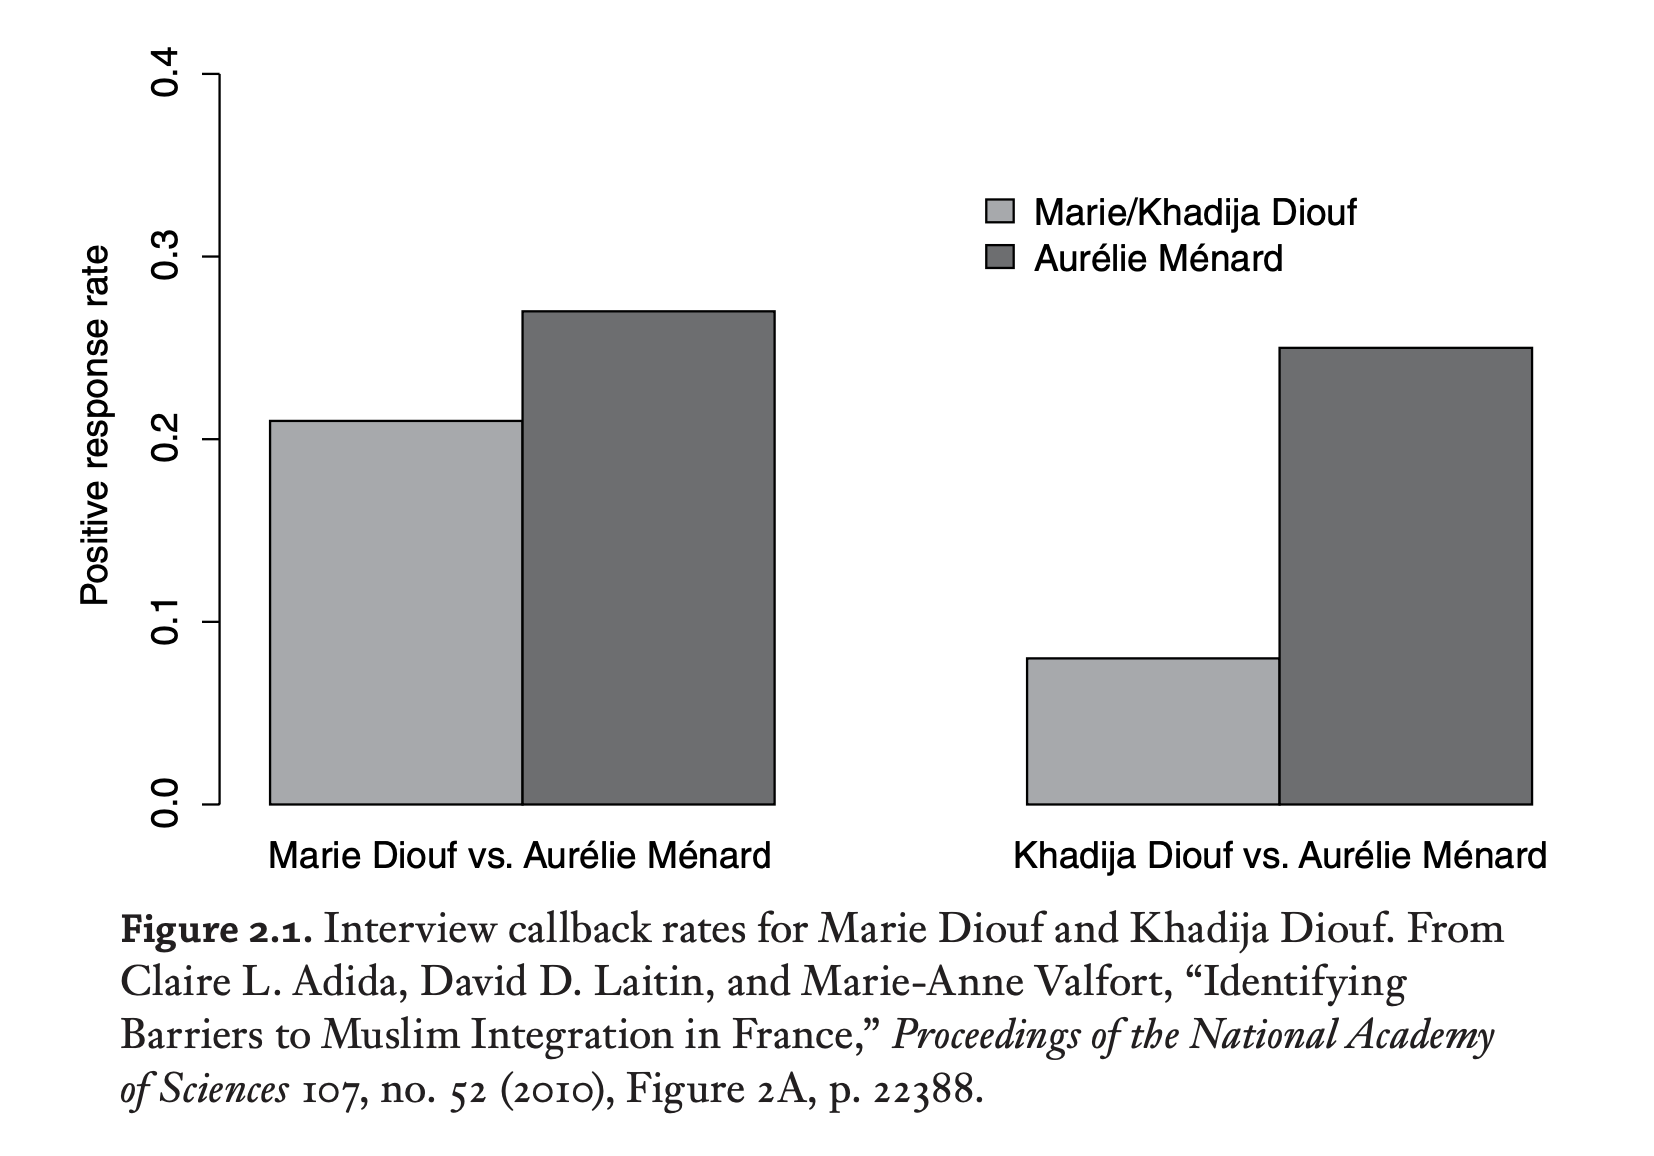 0.4
0.3
0.2
0.1
0.0
Positive response rate
Marie/Khadija Diouf
Aurélie Ménard
Marie Diouf vs. Aurélie Ménard
Khadija Diouf vs. Aurélie Ménard
Figure 2.1. Interview callback rates for Marie Diouf and Khadija Diouf. From
Claire L. Adida, David D. Laitin, and Marie-Anne Valfort, “Identifying
Barriers to Muslim Integration in France,” Proceedings of the National Academy
of Sciences 107, no. 52 (2010), Figure 2A, p. 22388.